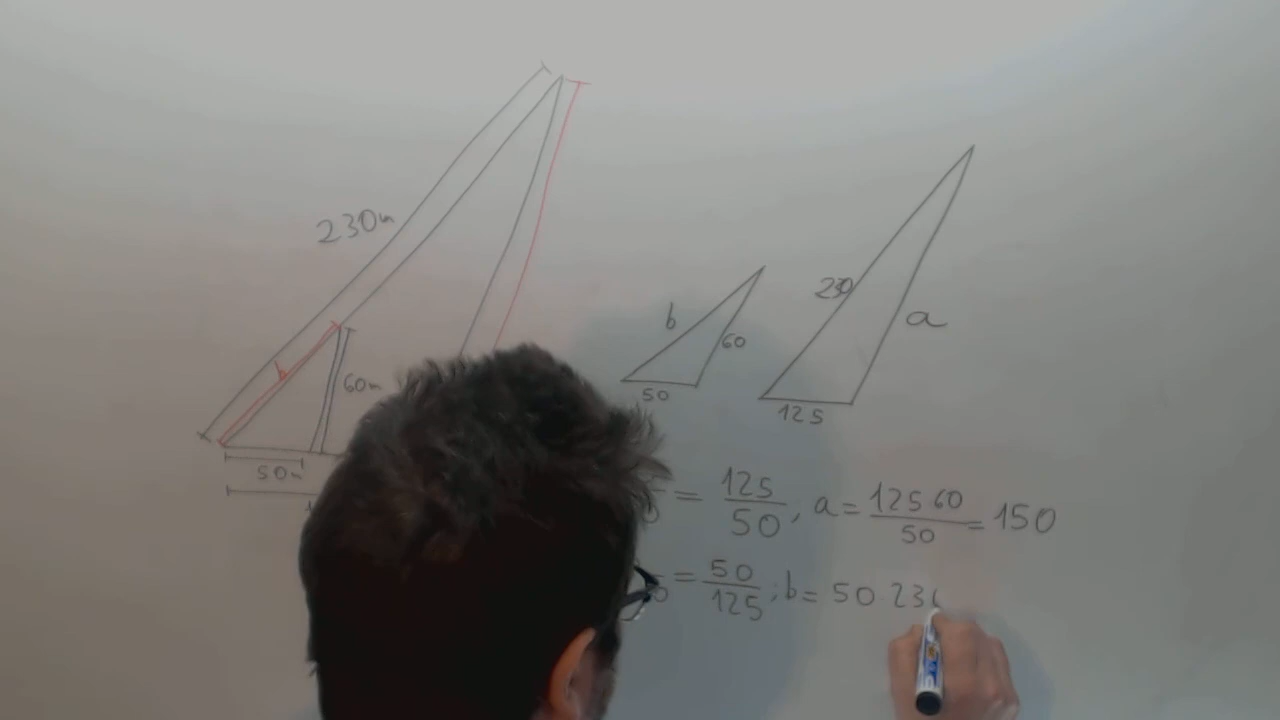 230m
b
60m
50m
b
60
50
230
a
125
= 125/50, a = 125 60/50 = 150
= 50/125; b = 50 23